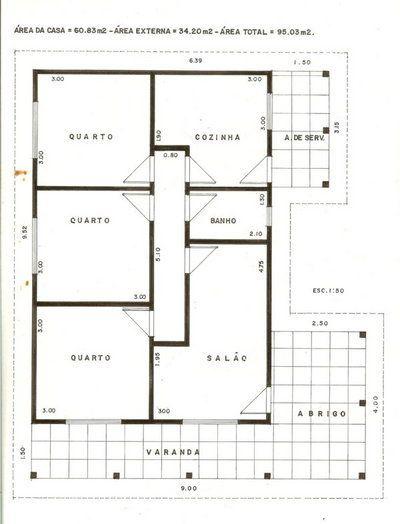 ÁREA DA CASA = 60.83m2 - ÁREA EXTERNA = 34.20m2 - ÁREA TOTAL = 95.03m2.
6.39
1.50
3.00
3.00
QUARTO
1.90
COZINHA
3.00
A. DE SERV.
3.15
3.00
0.80
QUARTO
BANHO
1.30
2.10
9.52
3.00
5.10
4.75
3.00
ESC. 1:50
3.00
2.50
QUARTO
1.95
SALÃO
3.00
300
ABRIGO
4.00
1.50
VARANDA
9.00